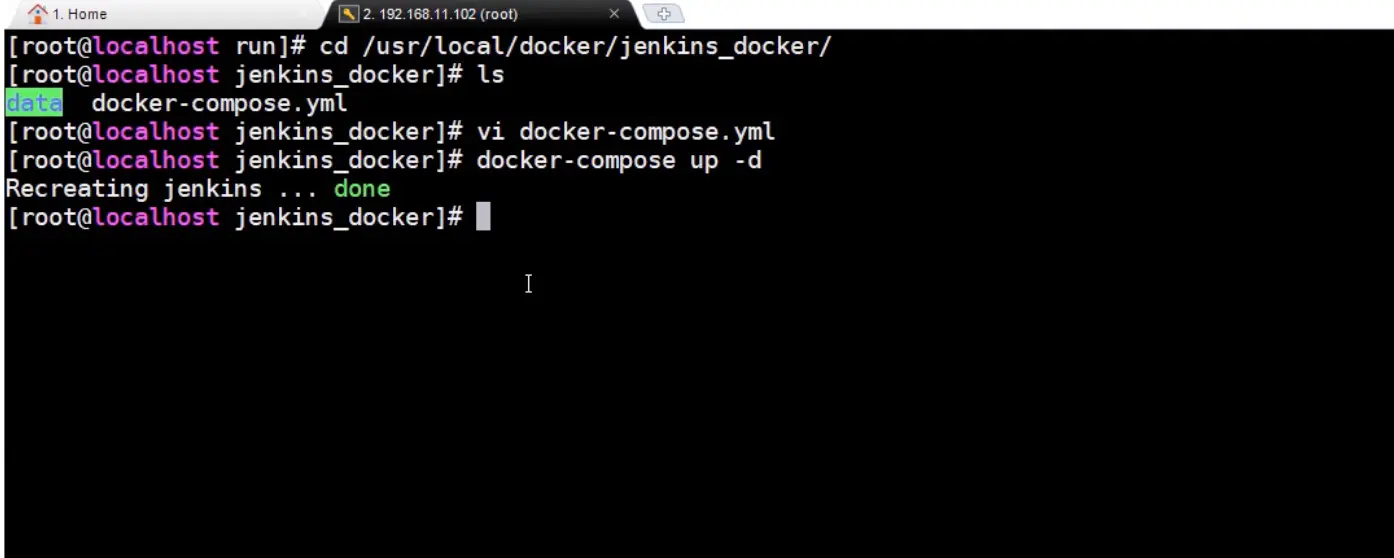 1. Home
2. 192.168.11.102 (root)
[root@localhost run]# cd /usr/local/docker/jenkins_docker/
[root@localhost jenkins_docker]# ls
data  docker-compose.yml
[root@localhost jenkins_docker]# vi docker-compose.yml
[root@localhost jenkins_docker]# docker-compose up -d
Recreating jenkins ... done
[root@localhost jenkins_docker]#